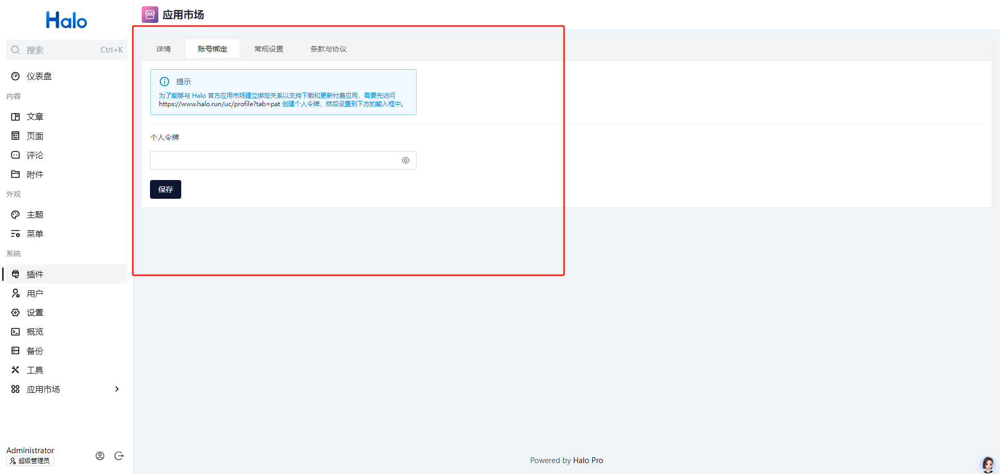 Halo
搜索 Ctrl+K
仪表盘
内容
文章
页面
评论
附件
外观
主题
菜单
系统
插件
用户
设置
概览
备份
工具
应用市场
Administrator
超级管理员
应用市场
详情 账号绑定 常规设置 条款与协议
提示
为了能够与 Halo 官方应用市场建立绑定关系以支持下载和更新付费应用，需要先访问
https://www.halo.run/uc/profile?tab=pat 创建个人令牌，然后设置到下方的输入框中。
个人令牌
保存
Powered by Halo Pro